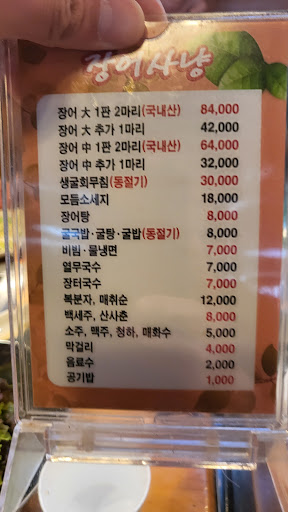 장어사냥
장어 大 1판 2마리(국내산) 84,000
장어 大 추가 1마리 42,000
장어 中 1판 2마리(국내산) 64,000
장어 中 추가 1마리 32,000
생굴회무침(동절기) 30,000
모듬소세지 18,000
장어탕 8,000
굴국밥·굴탕·굴밥(동절기) 8,000
비빔·물냉면 7,000
열무국수 7,000
장터국수 7,000
복분자, 매취순 12,000
백세주, 산사춘 8,000
소주, 맥주, 청하, 매화수 5,000
막걸리 4,000
음료수 2,000
공기밥 1,000